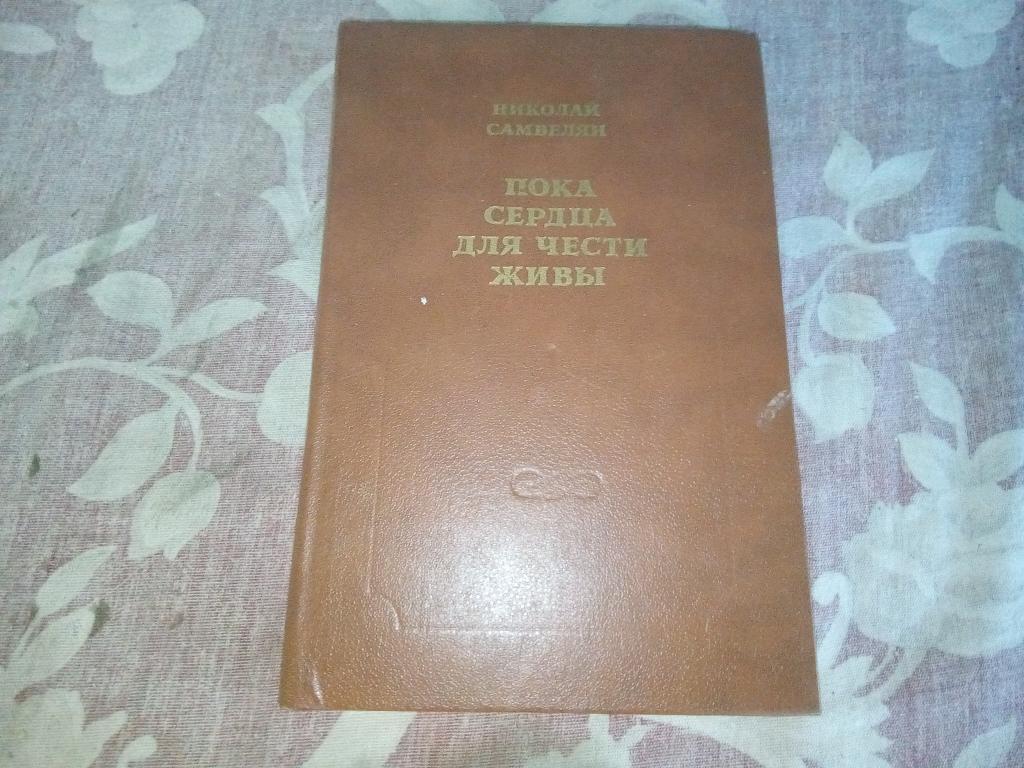 НИКОЛАЙ
САМВЕЛЯН
ПОКА
СЕРДЦА
ДЛЯ ЧЕСТИ
ЖИВЫ